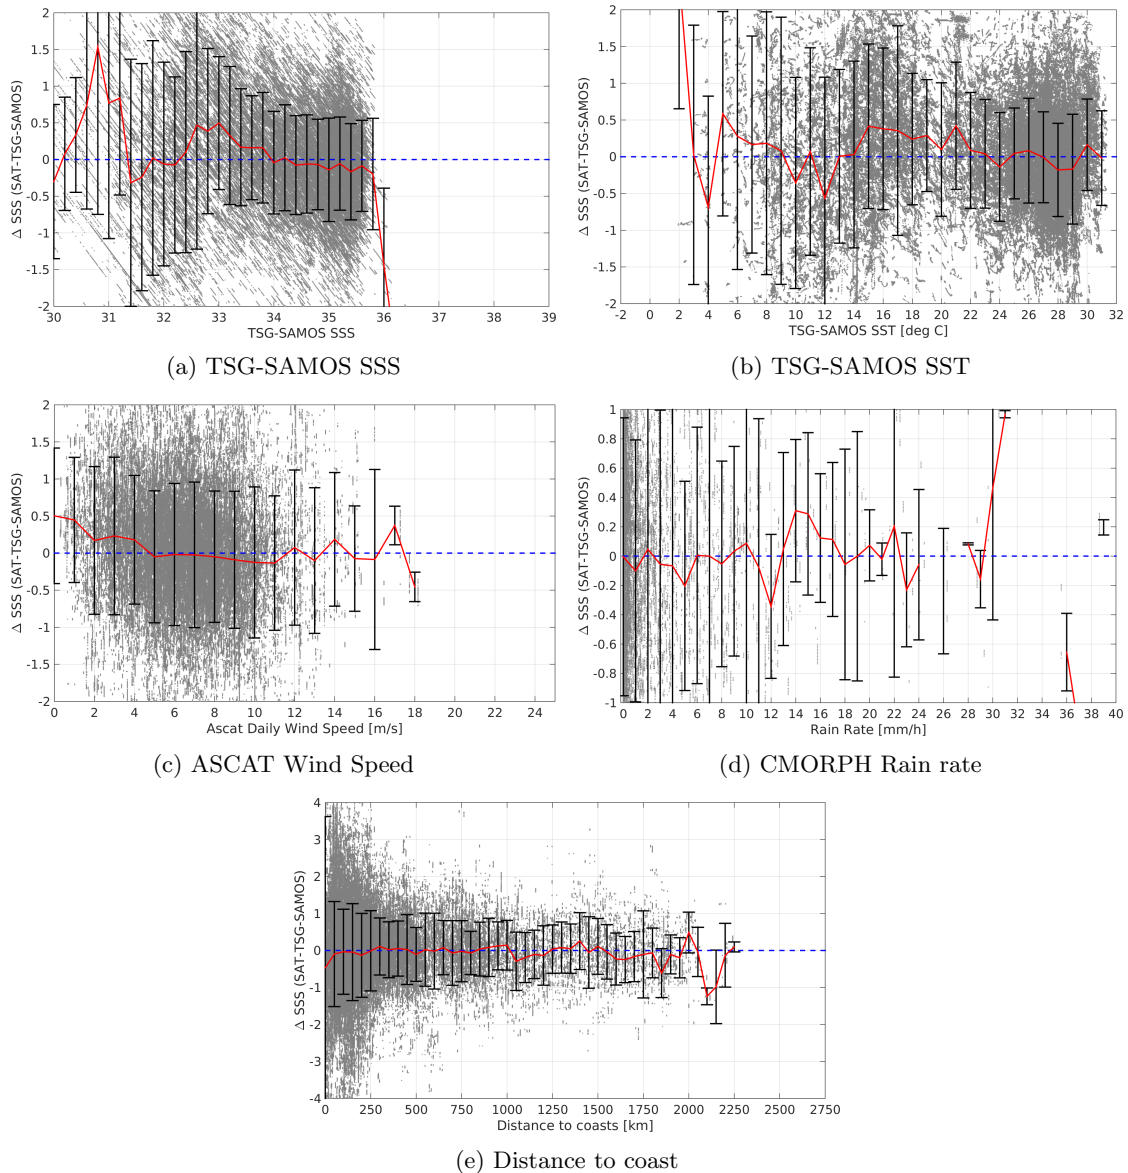 2
1.5
1
0.5
0
-0.5
-1
-1.5
-2
Δ SSS (SAT-TSG-SAMOS)
30 31 32 33 34 35 36 37 38 39
TSG-SAMOS SSS
(a) TSG-SAMOS SSS
2
1.5
1
0.5
0
-0.5
-1
-1.5
-2
Δ SSS (SAT-TSG-SAMOS)
-2 0 2 4 6 8 10 12 14 16 18 20 22 24 26 28 30 32
TSG-SAMOS SST [deg C]
(b) TSG-SAMOS SST
2
1.5
1
0.5
0
-0.5
-1
-1.5
-2
Δ SSS (SAT-TSG-SAMOS)
0 2 4 6 8 10 12 14 16 18 20 22 24
Ascat Daily Wind Speed [m/s]
(c) ASCAT Wind Speed
1
0.8
0.6
0.4
0.2
0
-0.2
-0.4
-0.6
-0.8
-1
Δ SSS (SAT-TSG-SAMOS)
0 2 4 6 8 10 12 14 16 18 20 22 24 26 28 30 32 34 36 38 40
Rain Rate [mm/h]
(d) CMORPH Rain rate
4
3
2
1
0
-1
-2
-3
-4
Δ SSS (SAT-TSG-SAMOS)
0 250 500 750 1000 1250 1500 1750 2000 2250 2500 2750
Distance to coasts [km]
(e) Distance to coast